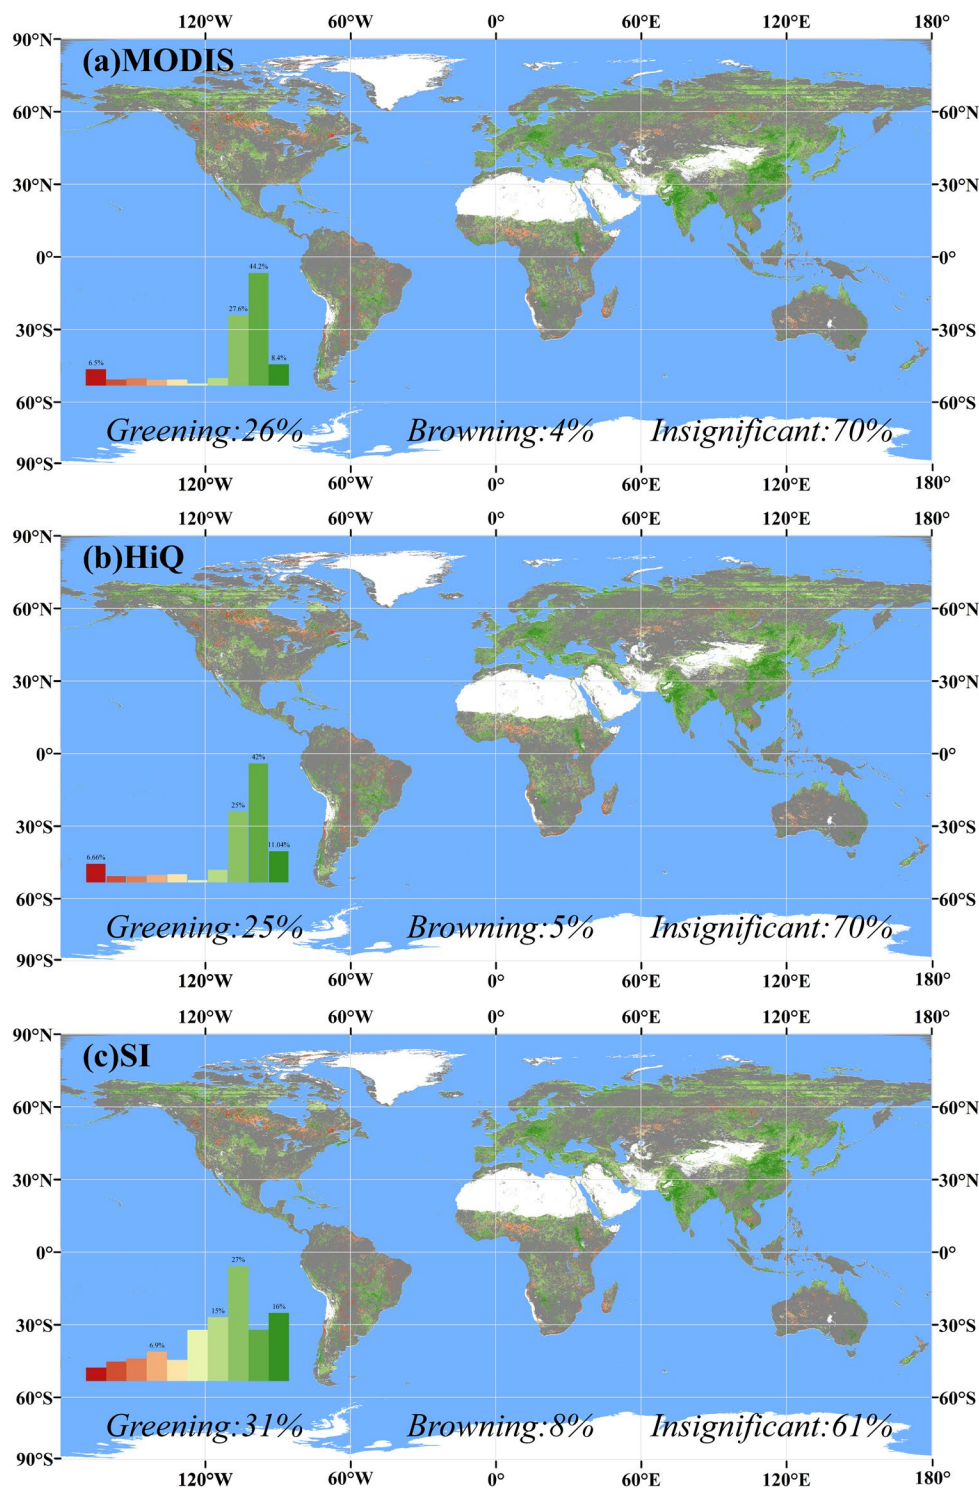 120°W 60°W 0° 60°E 120°E 180°
90°N
(a)MODIS
60°N 60°N
30°N 30°N
0° 0°
44.2%
27.6%
30°S 30°S
6.5% 8.4%
60°S 60°S
Greening:26% Browning:4% Insignificant:70%
90°S
120°W 60°W 0° 60°E 120°E 180°
120°W 60°W 0° 60°E 120°E 180°
90°N
(b)HiQ
60°N 60°N
30°N 30°N
0° 0°
42%
25%
30°S 30°S
11.04%
6.66%
60°S 60°S
Greening:25% Browning:5% Insignificant:70%
90°S
120°W 60°W 0° 60°E 120°E 180°
120°W 60°W 0° 60°E 120°E 180°
90°N
(c)SI
60°N 60°N
30°N 30°N
0° 0°
27%
15% 16%
30°S 30°S
6.9%
60°S 60°S
Greening:31% Browning:8% Insignificant:61%
90°S
120°W 60°W 0° 60°E 120°E 180°